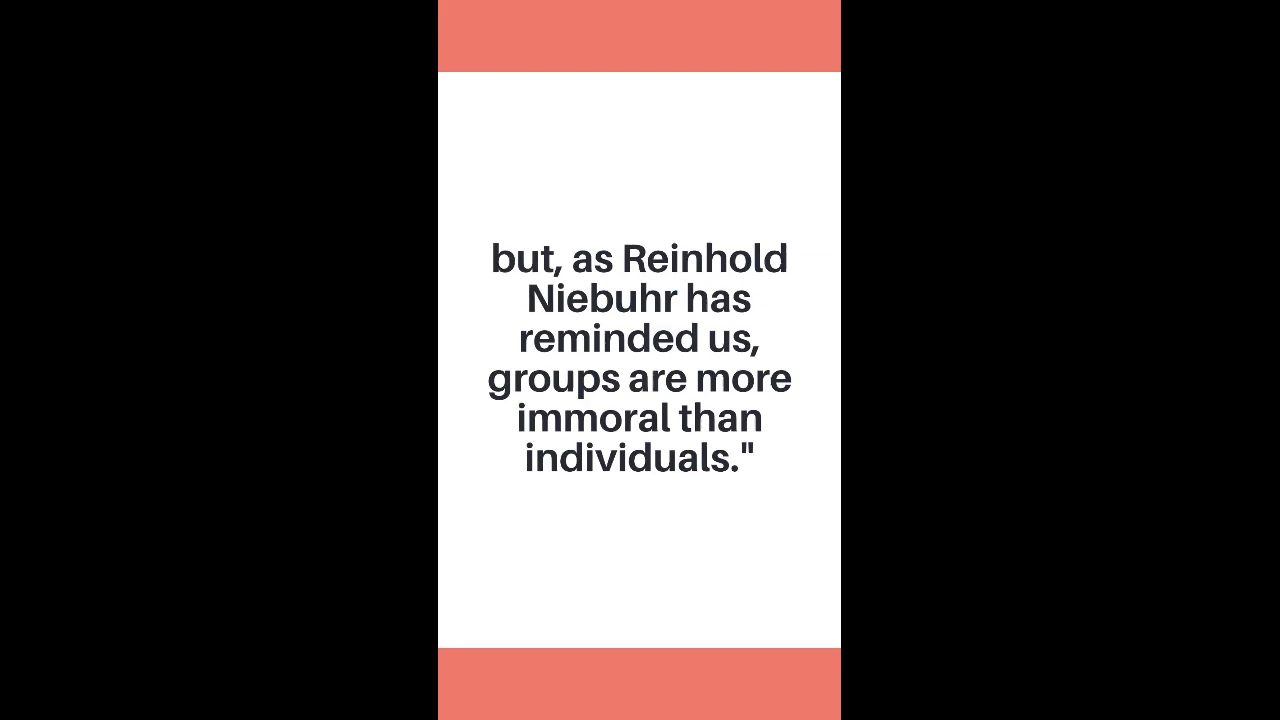 but, as Reinhold
Niebuhr has
reminded us,
groups are more
immoral than
individuals."